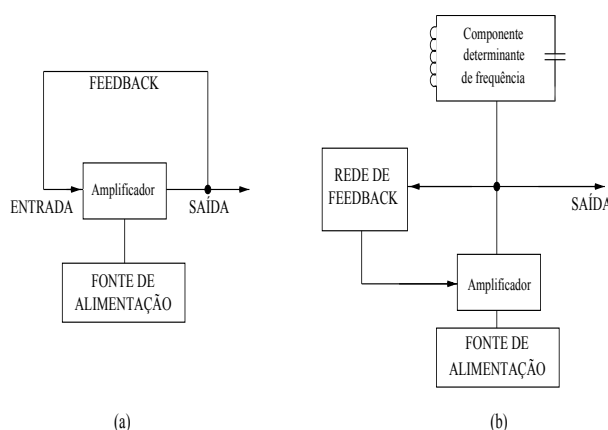 FEEDBACK
Amplificador
ENTRADA
SAÍDA
FONTE DE
ALIMENTAÇÃO
(a)
Componente
determinante
de frequência
REDE DE
FEEDBACK
SAÍDA
Amplificador
FONTE DE
ALIMENTAÇÃO
(b)